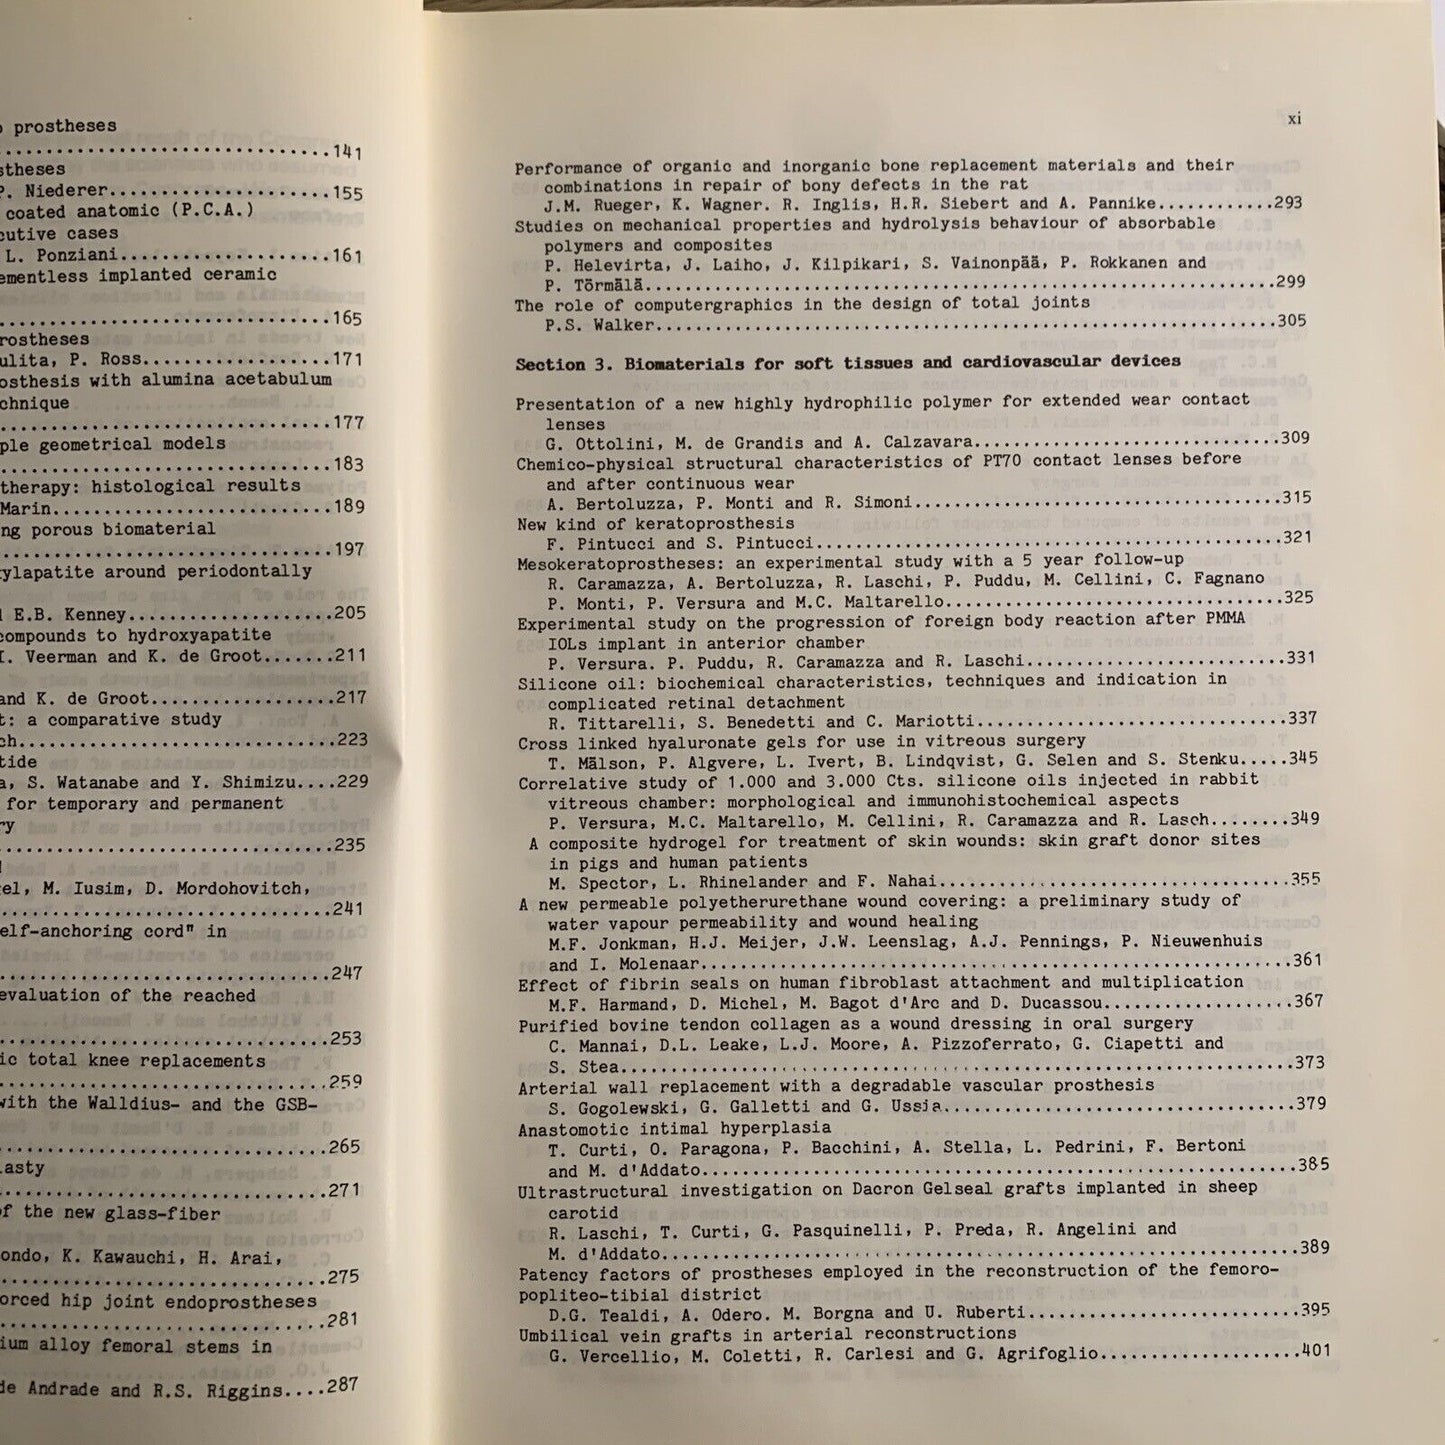 prostheses
................................141
stheses
P. Niederer......................155
coated anatomic (P.C.A.)
cutive cases
L. Ponziani.....................161
ementless implanted ceramic
.................................165
rostheses
ulita, P. Ross...................171
osthesis with alumina acetabulum
chnique
.................................177
ple geometrical models
.................................183
therapy: histological results
Marin............................189
ng porous biomaterial
.................................197
ylapatite around periodontally
E.B. Kenney.....................205
compounds to hydroxyapatite
I. Veerman and K. de Groot.......211
and K. de Groot...................217
t: a comparative study
ch................................223
tide
a, S. Watanabe and Y. Shimizu....229
for temporary and permanent
ry
..................................235
el, M. Iusim, D. Mordohovitch,
..................................241
elf-anchoring cord" in
..................................247
evaluation of the reached
..................................253
ic total knee replacements
..................................259
with the Walldius- and the GSB-
..................................265
lasty
..................................271
of the new glass-fiber
ondo, K. Kawauchi, H. Arai,
..................................275
orced hip joint endoprostheses
..................................281
ium alloy femoral stems in
de Andrade and R.S. Riggins....287
xi
Performance of organic and inorganic bone replacement materials and their
combinations in repair of bony defects in the rat
J.M. Rueger, K. Wagner. R. Inglis, H.R. Siebert and A. Pannike............293
Studies on mechanical properties and hydrolysis behaviour of absorbable
polymers and composites
P. Helevirta, J. Laiho, J. Kilpikari, S. Vainonpää, P. Rokkanen and
P. Törmälä................................................................299
The role of computergraphics in the design of total joints
P.S. Walker...............................................................305
Section 3. Biomaterials for soft tissues and cardiovascular devices
Presentation of a new highly hydrophilic polymer for extended wear contact
lenses
G. Ottolini, M. de Grandis and A. Calzavara...............................309
Chemico-physical structural characteristics of PT70 contact lenses before
and after continuous wear
A. Bertoluzza, P. Monti and R. Simoni.....................................315
New kind of keratoprosthesis
F. Pintucci and S. Pintucci...............................................321
Mesokeratoprostheses: an experimental study with a 5 year follow-up
R. Caramazza, A. Bertoluzza, R. Laschi, P. Puddu, M. Cellini, C. Fagnano
P. Monti, P. Versura and M.C. Maltarello..................................325
Experimental study on the progression of foreign body reaction after PMMA
IOLs implant in anterior chamber
P. Versura. P. Puddu, R. Caramazza and R. Laschi..........................331
Silicone oil: biochemical characteristics, techniques and indication in
complicated retinal detachment
R. Tittarelli, S. Benedetti and C. Mariotti...............................337
Cross linked hyaluronate gels for use in vitreous surgery
T. Mälson, P. Algvere, L. Ivert, B. Lindqvist, G. Selen and S. Stenku.....345
Correlative study of 1.000 and 3.000 Cts. silicone oils injected in rabbit
vitreous chamber: morphological and immunohistochemical aspects
P. Versura, M.C. Maltarello, M. Cellini, R. Caramazza and R. Lasch........349
A composite hydrogel for treatment of skin wounds: skin graft donor sites
in pigs and human patients
M. Spector, L. Rhinelander and F. Nahai...................................355
A new permeable polyetherurethane wound covering: a preliminary study of
water vapour permeability and wound healing
M.F. Jonkman, H.J. Meijer, J.W. Leenslag, A.J. Pennings, P. Nieuwenhuis
and I. Molenaar...........................................................361
Effect of fibrin seals on human fibroblast attachment and multiplication
M.F. Harmand, D. Michel, M. Bagot d'Arc and D. Ducassou...................367
Purified bovine tendon collagen as a wound dressing in oral surgery
C. Mannai, D.L. Leake, L.J. Moore, A. Pizzoferrato, G. Ciapetti and
S. Stea...................................................................373
Arterial wall replacement with a degradable vascular prosthesis
S. Gogolewski, G. Galletti and G. Ussia...................................379
Anastomotic intimal hyperplasia
T. Curti, O. Paragona, P. Bacchini, A. Stella, L. Pedrini, F. Bertoni
and M. d'Addato...........................................................385
Ultrastructural investigation on Dacron Gelseal grafts implanted in sheep
carotid
R. Laschi, T. Curti, G. Pasquinelli, P. Preda, R. Angelini and
M. d'Addato...............................................................389
Patency factors of prostheses employed in the reconstruction of the femoro-
popliteo-tibial district
D.G. Tealdi, A. Odero. M. Borgna and U. Ruberti...........................395
Umbilical vein grafts in arterial reconstructions
G. Vercellio, M. Coletti, R. Carlesi and G. Agrifoglio....................401